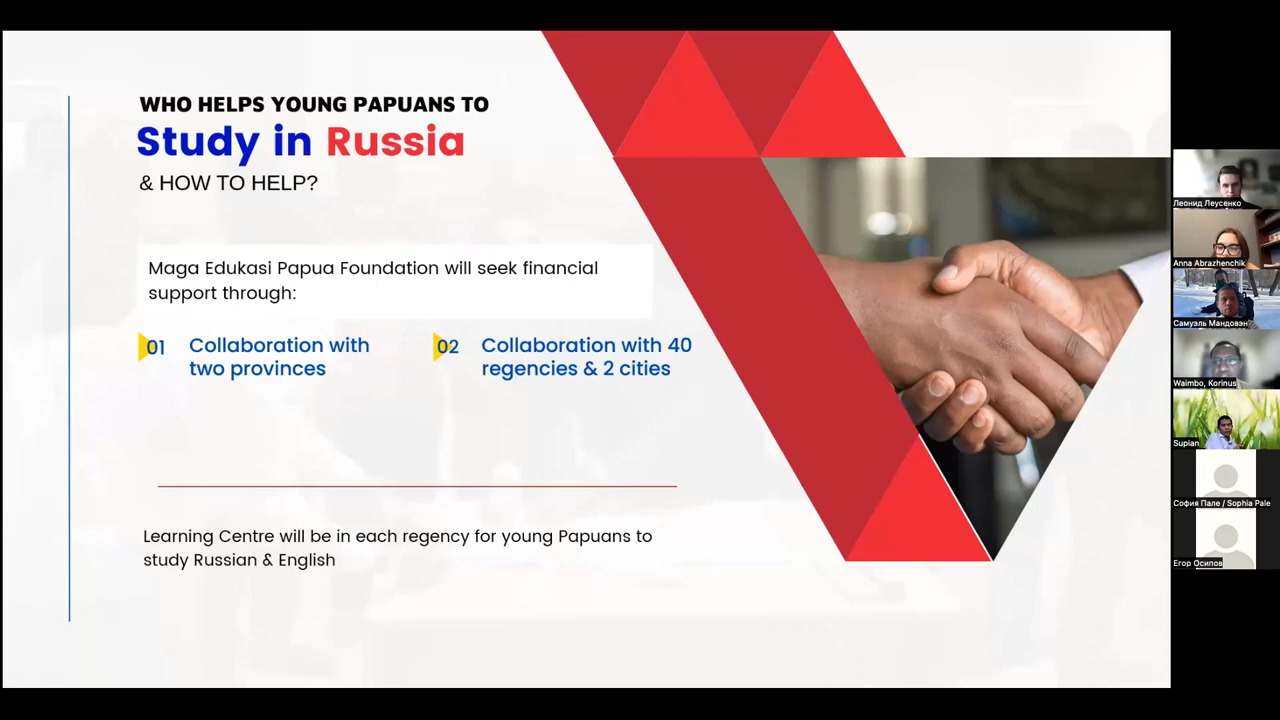 WHO HELPS YOUNG PAPUANS TO
Study in Russia
& HOW TO HELP?
Maga Edukasi Papua Foundation will seek financial
support through:
01
Collaboration with
two provinces
02
Collaboration with 40
regencies & 2 cities
Learning Centre will be in each regency for young Papuans to
study Russian & English
Леонид Леусенко
Anna Abrazhenchik
Самуэль Мандовэн
Waimbo, Korinus
Supian
София Пале / Sophia Pale
Егор Осипов